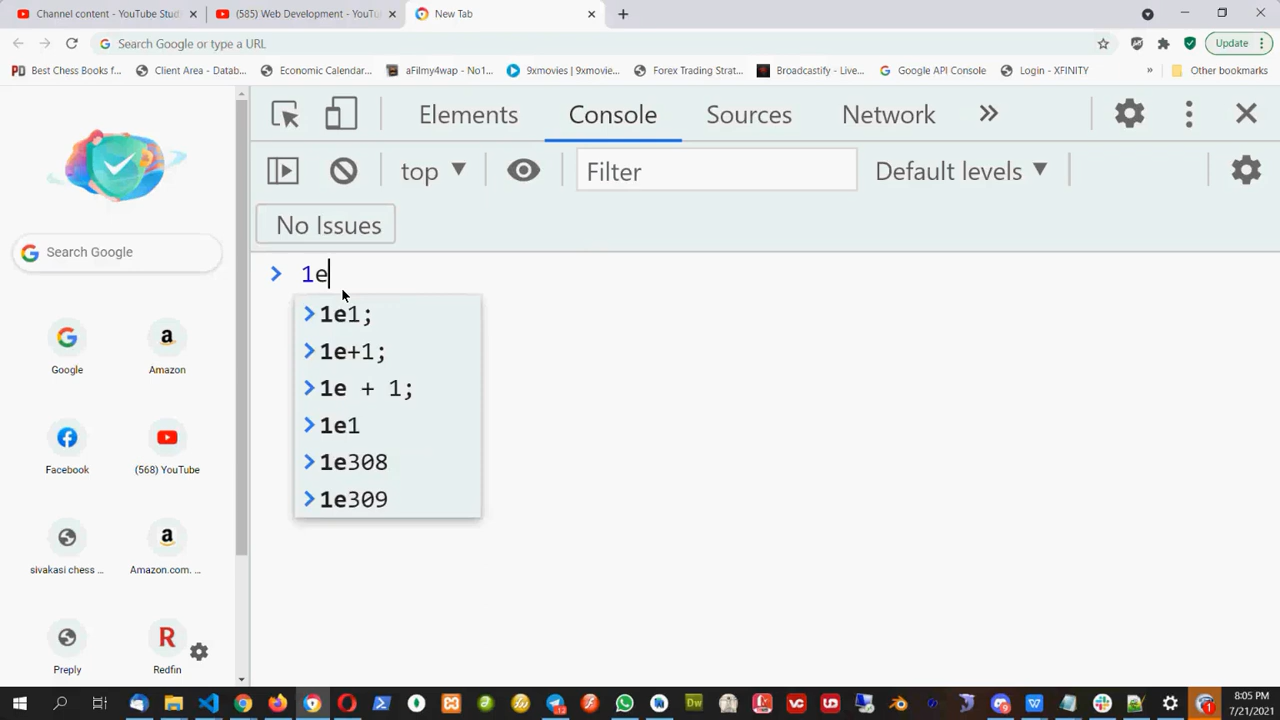 Channel content - YouTube Stud
(585) Web Development - YouTu
New Tab
Search Google or type a URL
Update
PD Best Chess Books f...
Client Area - Datab...
Economic Calendar...
aFilmy4wap - No1...
9xmovies | 9xmovie...
Forex Trading Strat...
Broadcastify - Live...
Google API Console
Login - XFINITY
»
Other bookmarks
Elements
Console
Sources
Network
»
top
Filter
Default levels
No Issues
> 1e
> 1e1;
> 1e+1;
> 1e + 1;
> 1e1
> 1e308
> 1e309
Search Google
Google
Amazon
Facebook
(568) YouTube
sivakasi chess ...
Amazon.com. ...
Preply
Redfin
8:05 PM
7/21/2021